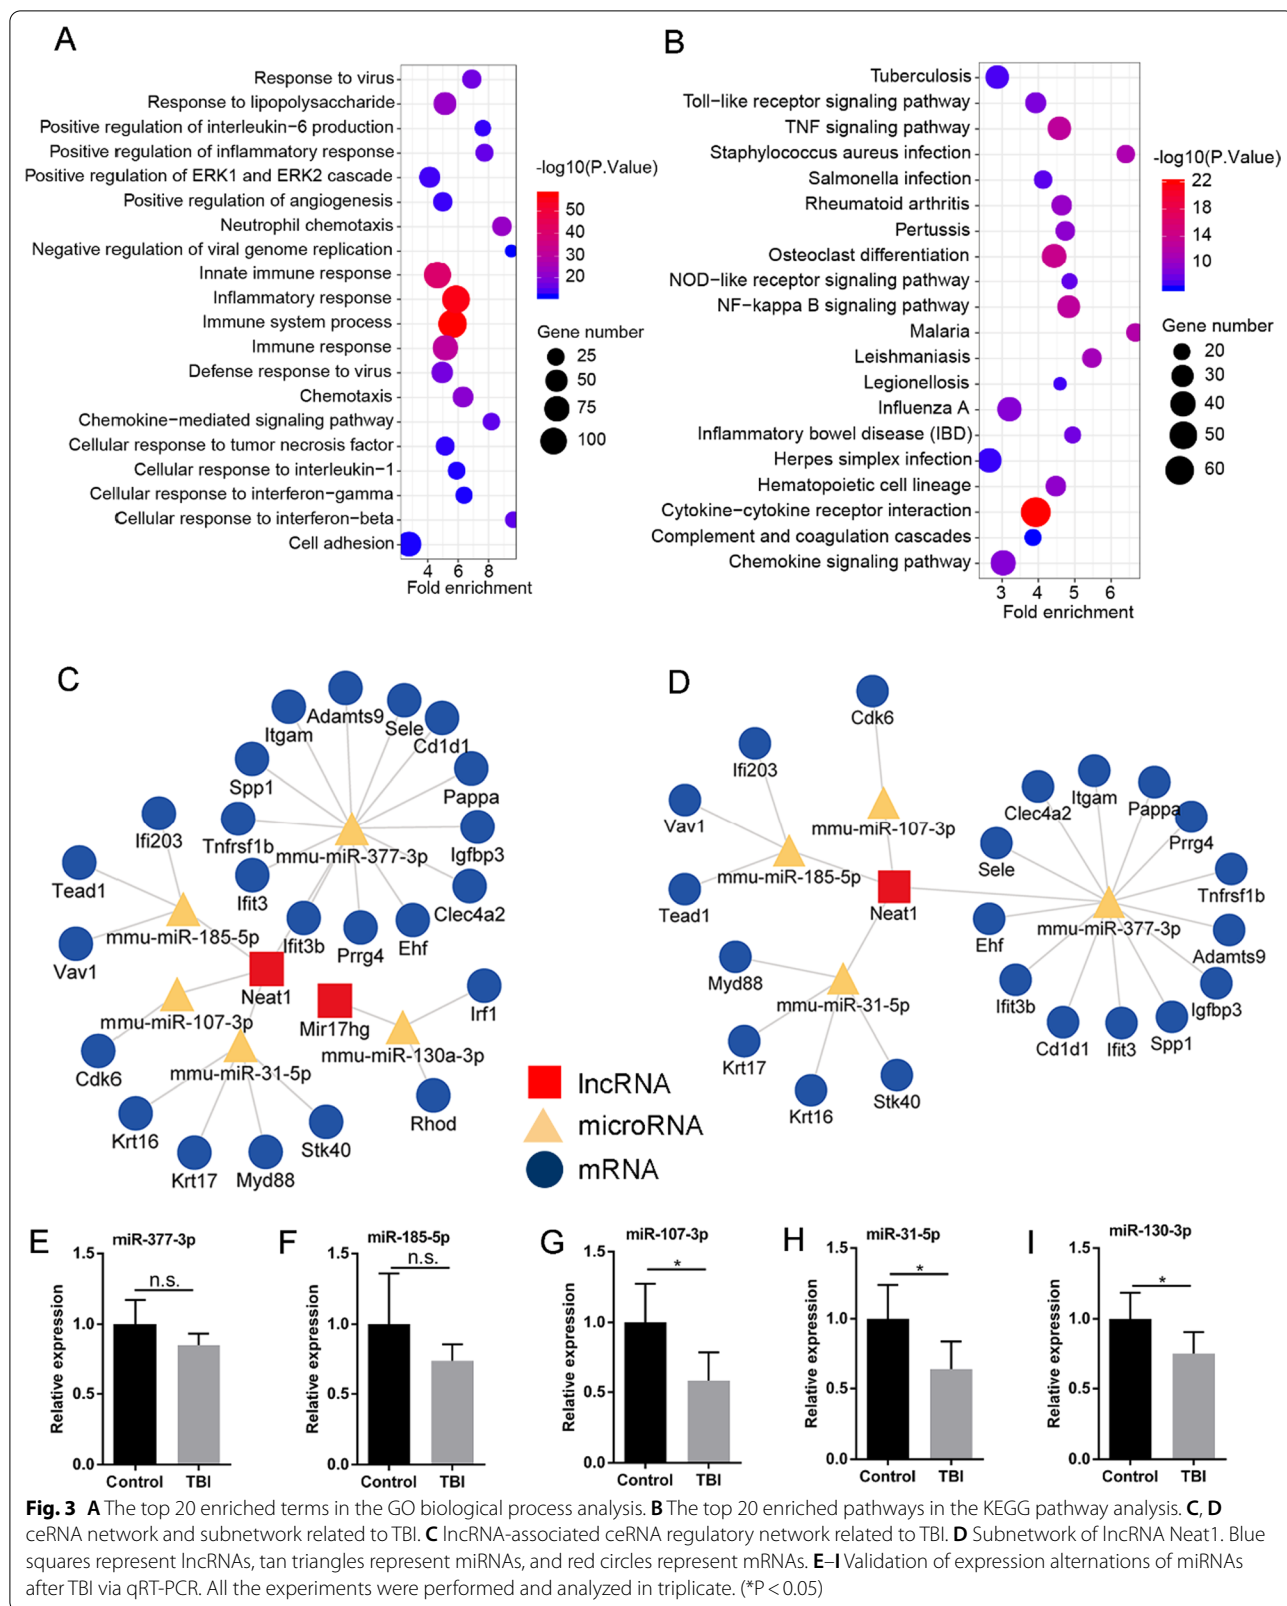 A
Response to virus
Response to lipopolysaccharide
Positive regulation of interleukin−6 production
Positive regulation of inflammatory response
Positive regulation of ERK1 and ERK2 cascade
Positive regulation of angiogenesis
Neutrophil chemotaxis
Negative regulation of viral genome replication
Innate immune response
Inflammatory response
Immune system process
Immune response
Defense response to virus
Chemotaxis
Chemokine−mediated signaling pathway
Cellular response to tumor necrosis factor
Cellular response to interleukin−1
Cellular response to interferon−gamma
Cellular response to interferon−beta
Cell adhesion
4 6 8
Fold enrichment
-log10(P.Value)
50
40
30
20
Gene number
25
50
75
100
B
Tuberculosis
Toll−like receptor signaling pathway
TNF signaling pathway
Staphylococcus aureus infection
Salmonella infection
Rheumatoid arthritis
Pertussis
Osteoclast differentiation
NOD−like receptor signaling pathway
NF−kappa B signaling pathway
Malaria
Leishmaniasis
Legionellosis
Influenza A
Inflammatory bowel disease (IBD)
Herpes simplex infection
Hematopoietic cell lineage
Cytokine−cytokine receptor interaction
Complement and coagulation cascades
Chemokine signaling pathway
3 4 5 6
Fold enrichment
-log10(P.Value)
22
18
14
10
Gene number
20
30
40
50
60
C
Adamts9
Itgam
Sele
Cd1d1
Spp1
Pappa
Ifi203
Tnfrsf1b
mmu-miR-377-3p
Igfbp3
Tead1
Ifit3
Clec4a2
mmu-miR-185-5p
Ifit3b
Prrg4
Ehf
Vav1
Neat1
Mir17hg
Irf1
mmu-miR-107-3p
mmu-miR-130a-3p
Cdk6
mmu-miR-31-5p
Rhod
Krt16
Stk40
Krt17
Myd88
lncRNA
microRNA
mRNA
D
Cdk6
Ifi203
Vav1
mmu-miR-107-3p
mmu-miR-185-5p
Tead1
Neat1
Myd88
mmu-miR-31-5p
Krt17
Krt16
Stk40
Itgam
Clec4a2
Pappa
Prrg4
Sele
Tnfrsf1b
mmu-miR-377-3p
Ehf
Adamts9
Ifit3b
Igfbp3
Cd1d1
Ifit3
Spp1
E
miR-377-3p
Relative expression
1.5
1.0
0.5
0.0
n.s.
Control TBI
F
miR-185-5p
Relative expression
1.5
1.0
0.5
0.0
n.s.
Control TBI
G
miR-107-3p
Relative expression
1.5
1.0
0.5
0.0
*
Control TBI
H
miR-31-5p
Relative expression
1.5
1.0
0.5
0.0
*
Control TBI
I
miR-130-3p
Relative expression
1.5
1.0
0.5
0.0
*
Control TBI
Fig. 3 A The top 20 enriched terms in the GO biological process analysis. B The top 20 enriched pathways in the KEGG pathway analysis. C, D
ceRNA network and subnetwork related to TBI. C lncRNA-associated ceRNA regulatory network related to TBI. D Subnetwork of lncRNA Neat1. Blue
squares represent lncRNAs, tan triangles represent miRNAs, and red circles represent mRNAs. E–I Validation of expression alternations of miRNAs
after TBI via qRT-PCR. All the experiments were performed and analyzed in triplicate. (*P < 0.05)